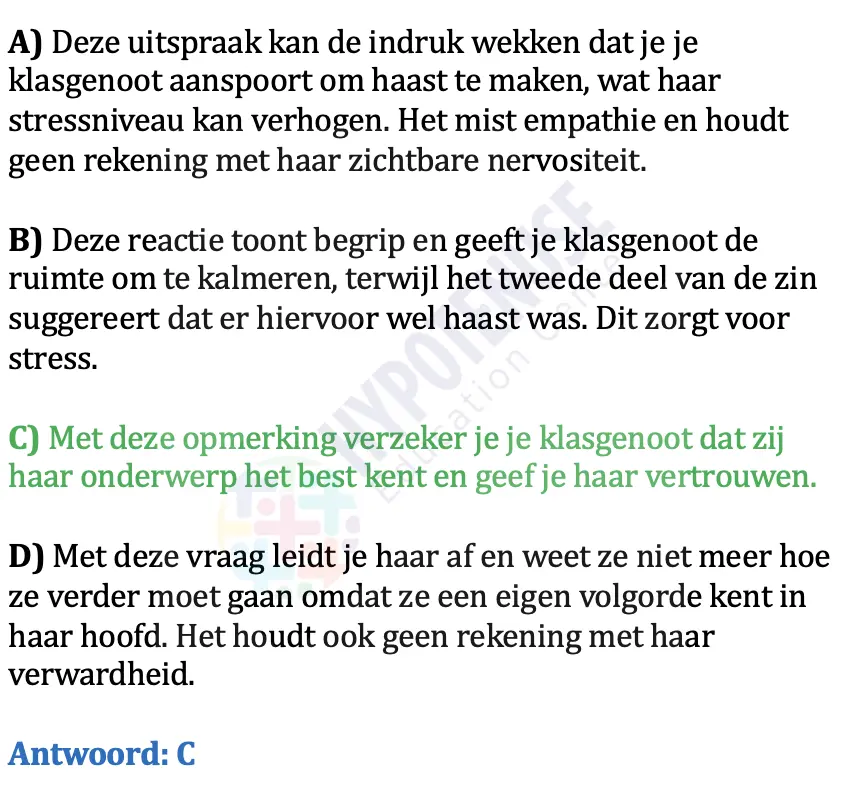 A) Deze uitspraak kan de indruk wekken dat je je
klasgenoot aanspoort om haast te maken, wat haar
stressniveau kan verhogen. Het mist empathie en houdt
geen rekening met haar zichtbare nervositeit.
B) Deze reactie toont begrip en geeft je klasgenoot de
ruimte om te kalmeren, terwijl het tweede deel van de zin
suggereert dat er hiervoor wel haast was. Dit zorgt voor
stress.
C) Met deze opmerking verzeker je je klasgenoot dat zij
haar onderwerp het best kent en geef je haar vertrouwen.
D) Met deze vraag leidt je haar af en weet ze niet meer hoe
ze verder moet gaan omdat ze een eigen volgorde kent in
haar hoofd. Het houdt ook geen rekening met haar
verwardheid.
Antwoord: C
HYPOTENUSE
Education